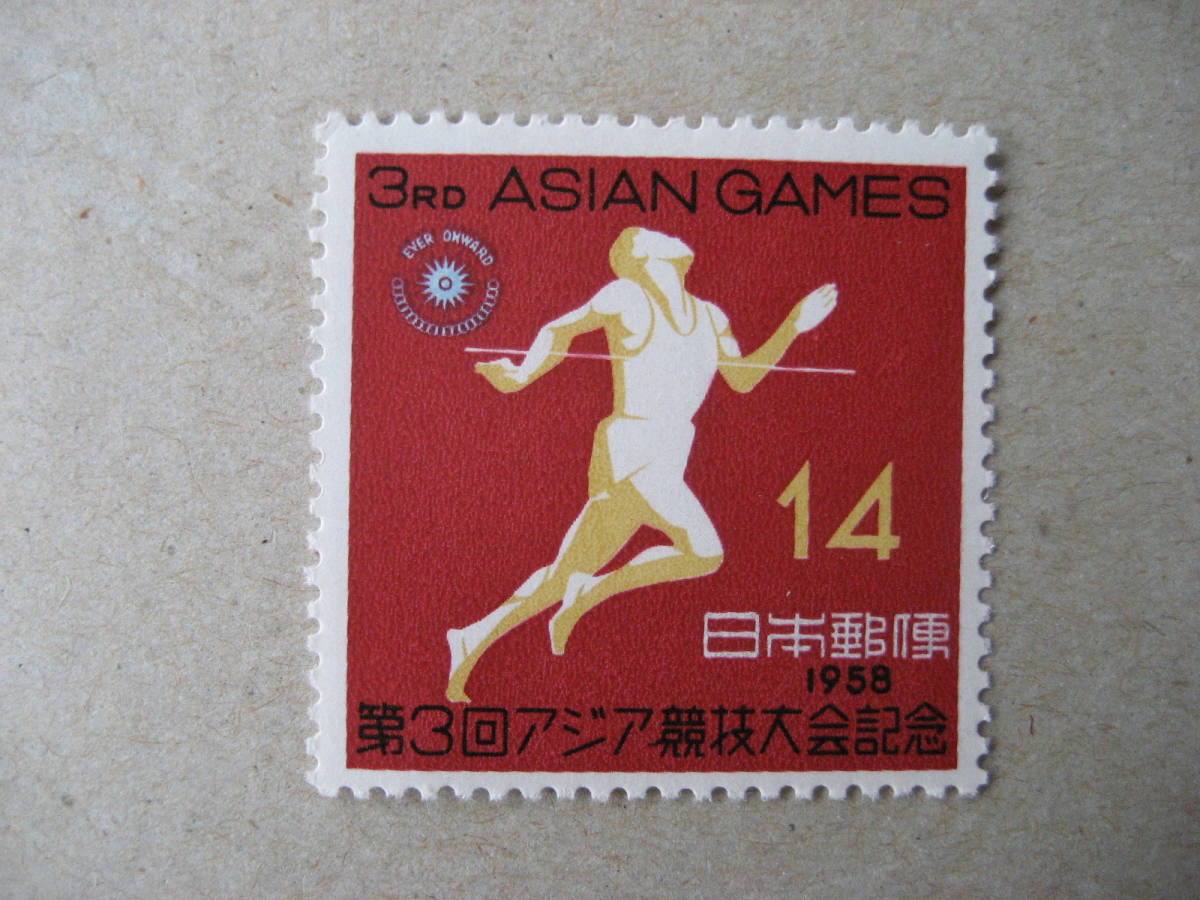 3RD ASIAN GAMES
EVER ONWARD
14
日本郵便
1958
第3回アジア競技大会記念